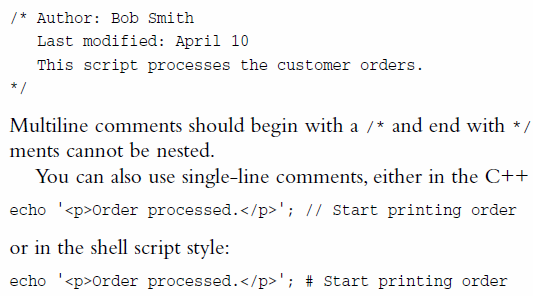 /* Author: Bob Smith
   Last modified: April 10
   This script processes the customer orders.
*/
Multiline comments should begin with a /* and end with */
ments cannot be nested.
You can also use single-line comments, either in the C++
echo '<p>Order processed.</p>'; // Start printing order
or in the shell script style:
echo '<p>Order processed.</p>'; # Start printing order